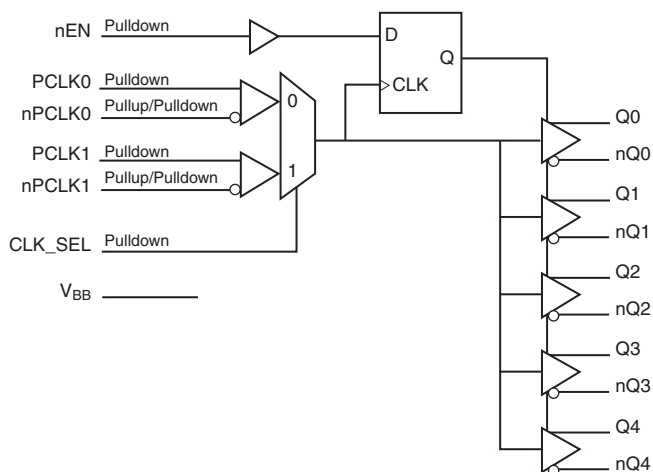 nEN Pulldown
D
Q
CLK
PCLK0 Pulldown
nPCLK0 Pullup/Pulldown
0
PCLK1 Pulldown
nPCLK1 Pullup/Pulldown
1
CLK_SEL Pulldown
VBB
Q0
nQ0
Q1
nQ1
Q2
nQ2
Q3
nQ3
Q4
nQ4